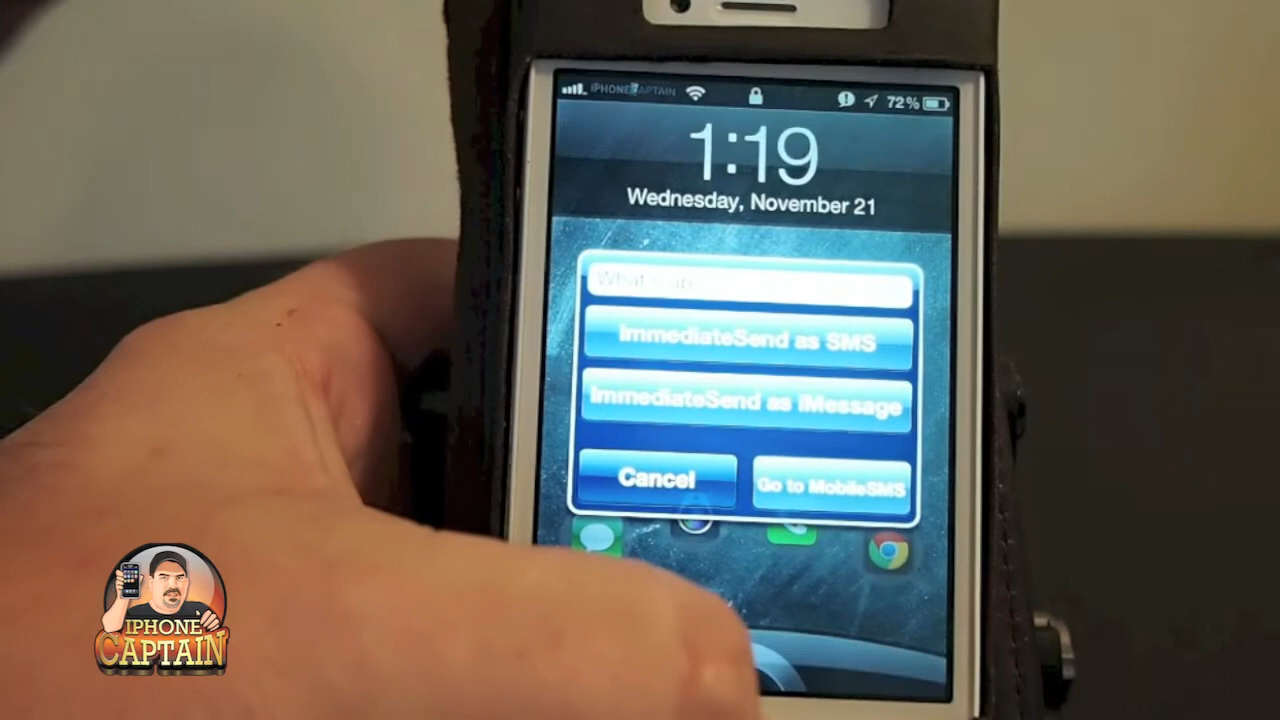 iPHONE CAPTAIN
72%
1:19
Wednesday, November 21
ImmediateSend as SMS
ImmediateSend as iMessage
Cancel
Go to MobileSMS
IPHONE
CAPTAIN